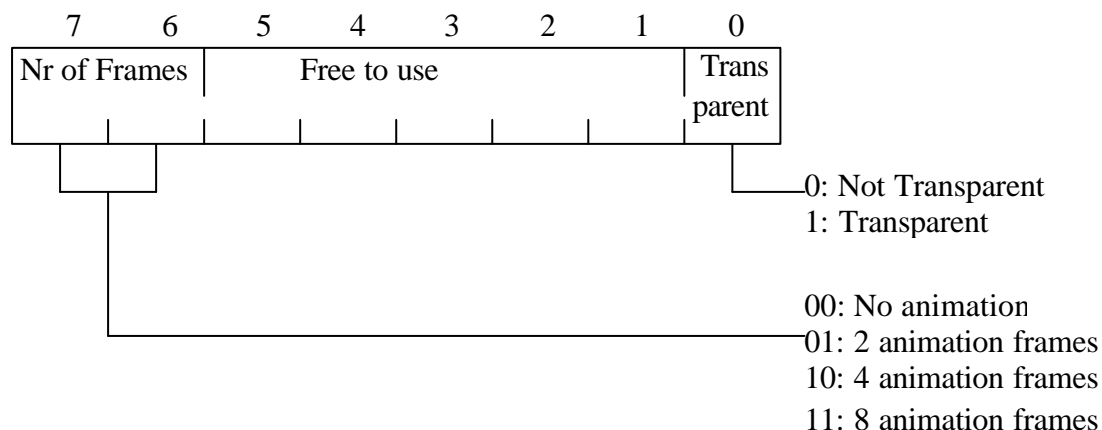 7 6 5 4 3 2 1 0
Nr of Frames Free to use Trans
parent
0: Not Transparent
1: Transparent
00: No animation
01: 2 animation frames
10: 4 animation frames
11: 8 animation frames